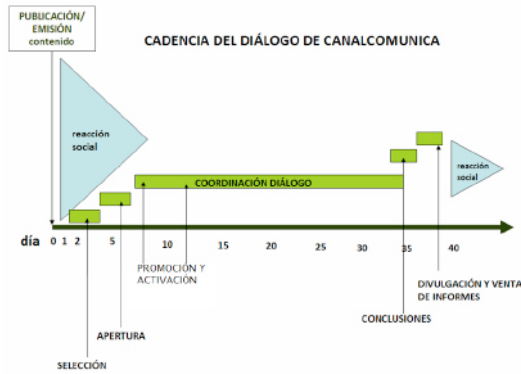 PUBLICACIÓN/
EMISIÓN
contenido
CADENCIA DEL DIÁLOGO DE CANALCOMUNICA
reacción
social
reacción
social
COORDINACIÓN DIÁLOGO
día 0 1 2 5 10 15 20 25 30 35 40
PROMOCIÓN Y
ACTIVACIÓN
DIVULGACIÓN Y VENTA
DE INFORMES
CONCLUSIONES
APERTURA
SELECCIÓN